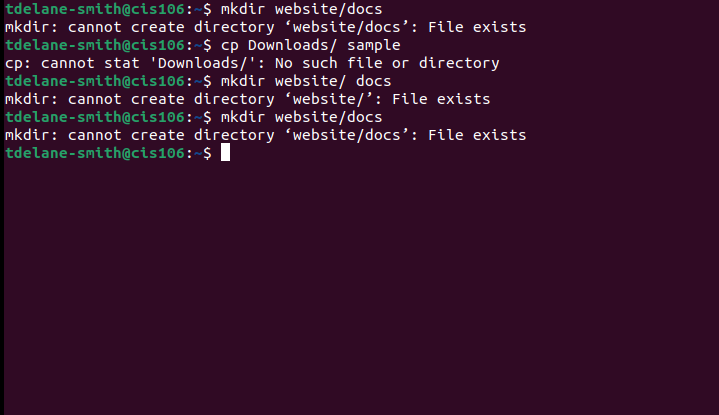 tdelane-smith@cis106:~$ mkdir website/docs
mkdir: cannot create directory ‘website/docs’: File exists
tdelane-smith@cis106:~$ cp Downloads/ sample
cp: cannot stat 'Downloads/': No such file or directory
tdelane-smith@cis106:~$ mkdir website/ docs
mkdir: cannot create directory ‘website/’: File exists
tdelane-smith@cis106:~$ mkdir website/docs
mkdir: cannot create directory ‘website/docs’: File exists
tdelane-smith@cis106:~$